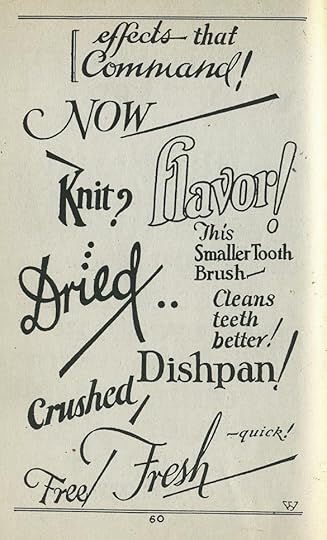 effects—that
Command!
NOW
Knit?
flavor!
This
Smaller Tooth
Brush—
Dried..
Cleans
teeth
better!
Dishpan!
Crushed,
—quick!
Free!
Fresh
60